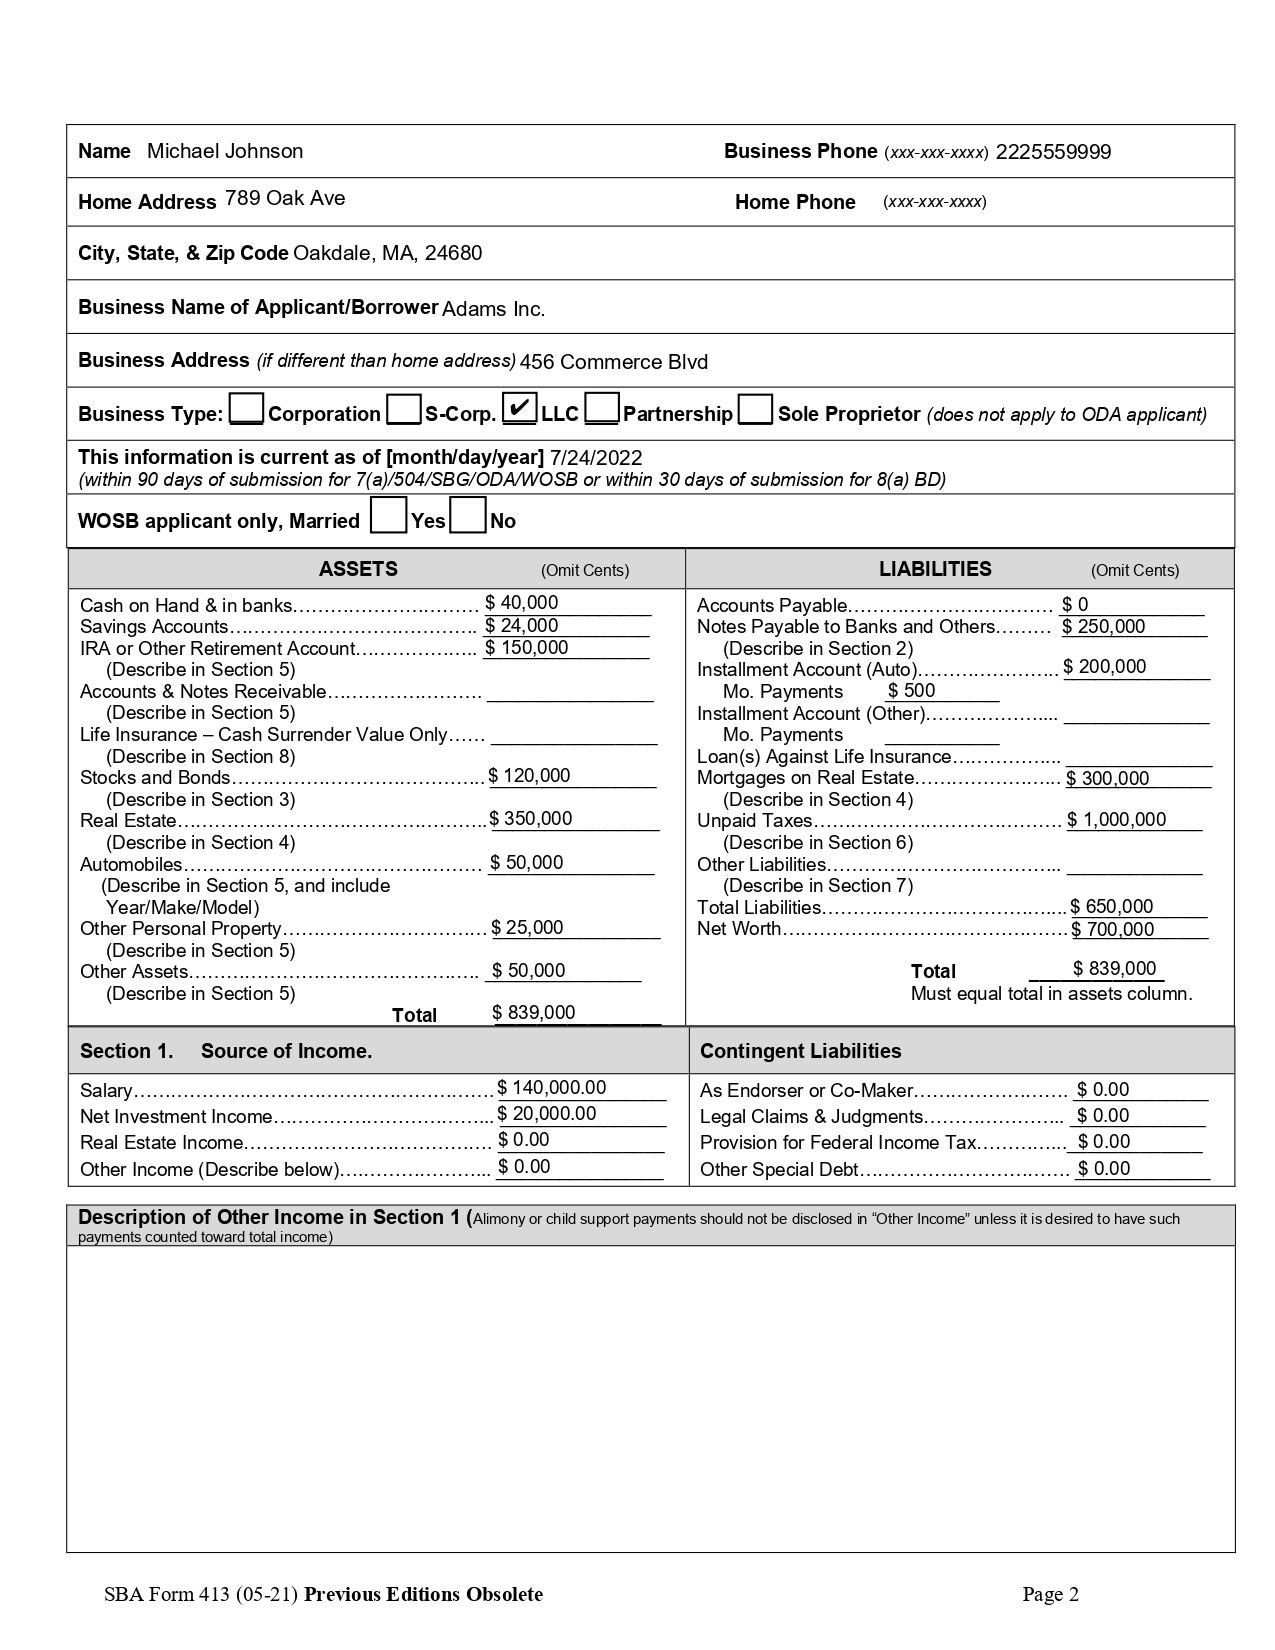 Name Michael Johnson Business Phone (xxx-xxx-xxxx) 2225559999
Home Address 789 Oak Ave Home Phone (xxx-xxx-xxxx)
City, State, & Zip Code Oakdale, MA, 24680
Business Name of Applicant/Borrower Adams Inc.
Business Address (if different than home address) 456 Commerce Blvd
Business Type: Corporation S-Corp. ✔ LLC Partnership Sole Proprietor (does not apply to ODA applicant)
This information is current as of [month/day/year] 7/24/2022
(within 90 days of submission for 7(a)/504/SBG/ODA/WOSB or within 30 days of submission for 8(a) BD)
WOSB applicant only, Married Yes No
ASSETS (Omit Cents)
Cash on Hand & in banks…………………………. $ 40,000
Savings Accounts………………………………….. $ 24,000
IRA or Other Retirement Account……………….. $ 150,000
(Describe in Section 5)
Accounts & Notes Receivable…………………….
(Describe in Section 5)
Life Insurance – Cash Surrender Value Only……
(Describe in Section 8)
Stocks and Bonds…………………………………….. $ 120,000
(Describe in Section 3)
Real Estate……………………………………………. $ 350,000
(Describe in Section 4)
Automobiles…………………………………………… $ 50,000
(Describe in Section 5, and include
Year/Make/Model)
Other Personal Property……………………………. $ 25,000
(Describe in Section 5)
Other Assets…………………………………………. $ 50,000
(Describe in Section 5)
Total $ 839,000
LIABILITIES (Omit Cents)
Accounts Payable……………………………… $ 0
Notes Payable to Banks and Others……… $ 250,000
(Describe in Section 2)
Installment Account (Auto)………………….. $ 200,000
Mo. Payments $ 500
Installment Account (Other)………………....
Mo. Payments
Loan(s) Against Life Insurance……………...
Mortgages on Real Estate…………………… $ 300,000
(Describe in Section 4)
Unpaid Taxes…………………………………… $ 1,000,000
(Describe in Section 6)
Other Liabilities…………………………………..
(Describe in Section 7)
Total Liabilities…………………………………... $ 650,000
Net Worth………………………………………… $ 700,000
Total $ 839,000
Must equal total in assets column.
Section 1. Source of Income.
Salary………………………………………………… $ 140,000.00
Net Investment Income……………………………... $ 20,000.00
Real Estate Income…………………………………. $ 0.00
Other Income (Describe below)…………………... $ 0.00
Contingent Liabilities
As Endorser or Co-Maker……………………. $ 0.00
Legal Claims & Judgments………………….. $ 0.00
Provision for Federal Income Tax…………... $ 0.00
Other Special Debt……………………………. $ 0.00
Description of Other Income in Section 1 (Alimony or child support payments should not be disclosed in “Other Income” unless it is desired to have such
payments counted toward total income)
SBA Form 413 (05-21) Previous Editions Obsolete Page 2